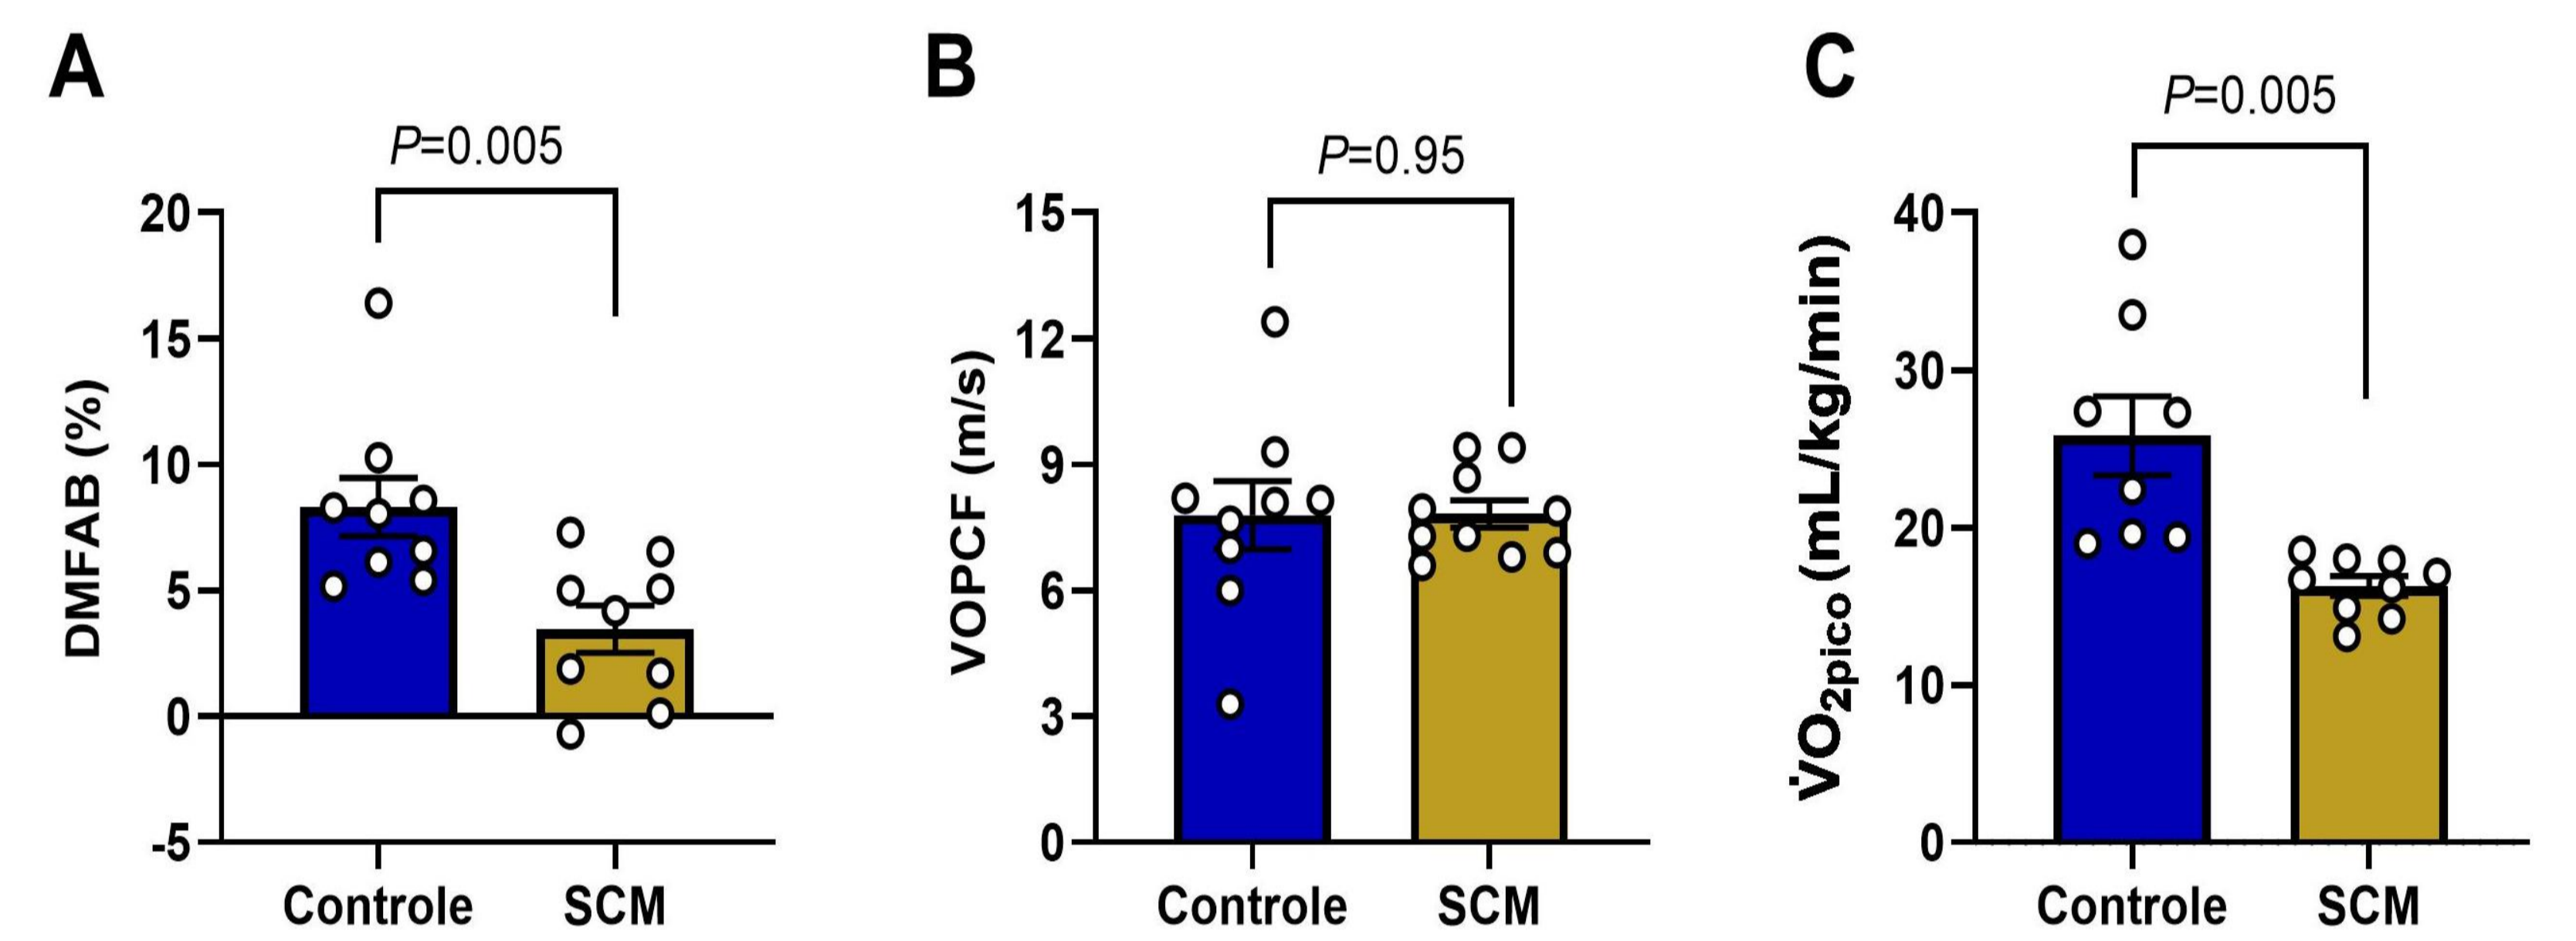 A
P=0.005
DMFAB (%)
20
15
10
5
0
-5
Controle
SCM
B
P=0.95
VOPCF (m/s)
15
12
9
6
3
0
Controle
SCM
C
P=0.005
V̇O2pico (mL/kg/min)
40
30
20
10
0
Controle
SCM